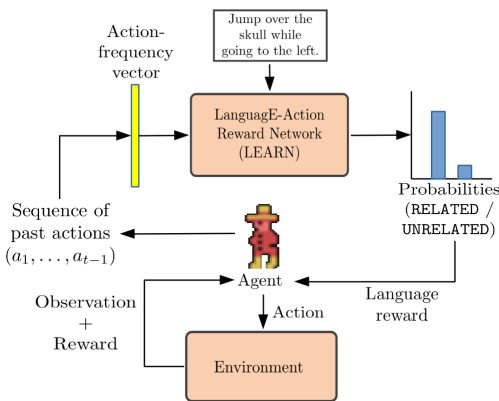 Action-
frequency
vector
Jump over the
skull while
going to the left.
LanguagE-Action
Reward Network
(LEARN)
Probabilities
(RELATED /
UNRELATED)
Sequence of
past actions
(a₁, . . . , aₜ₋₁)
Agent
Language
reward
Observation
+
Reward
Action
Environment